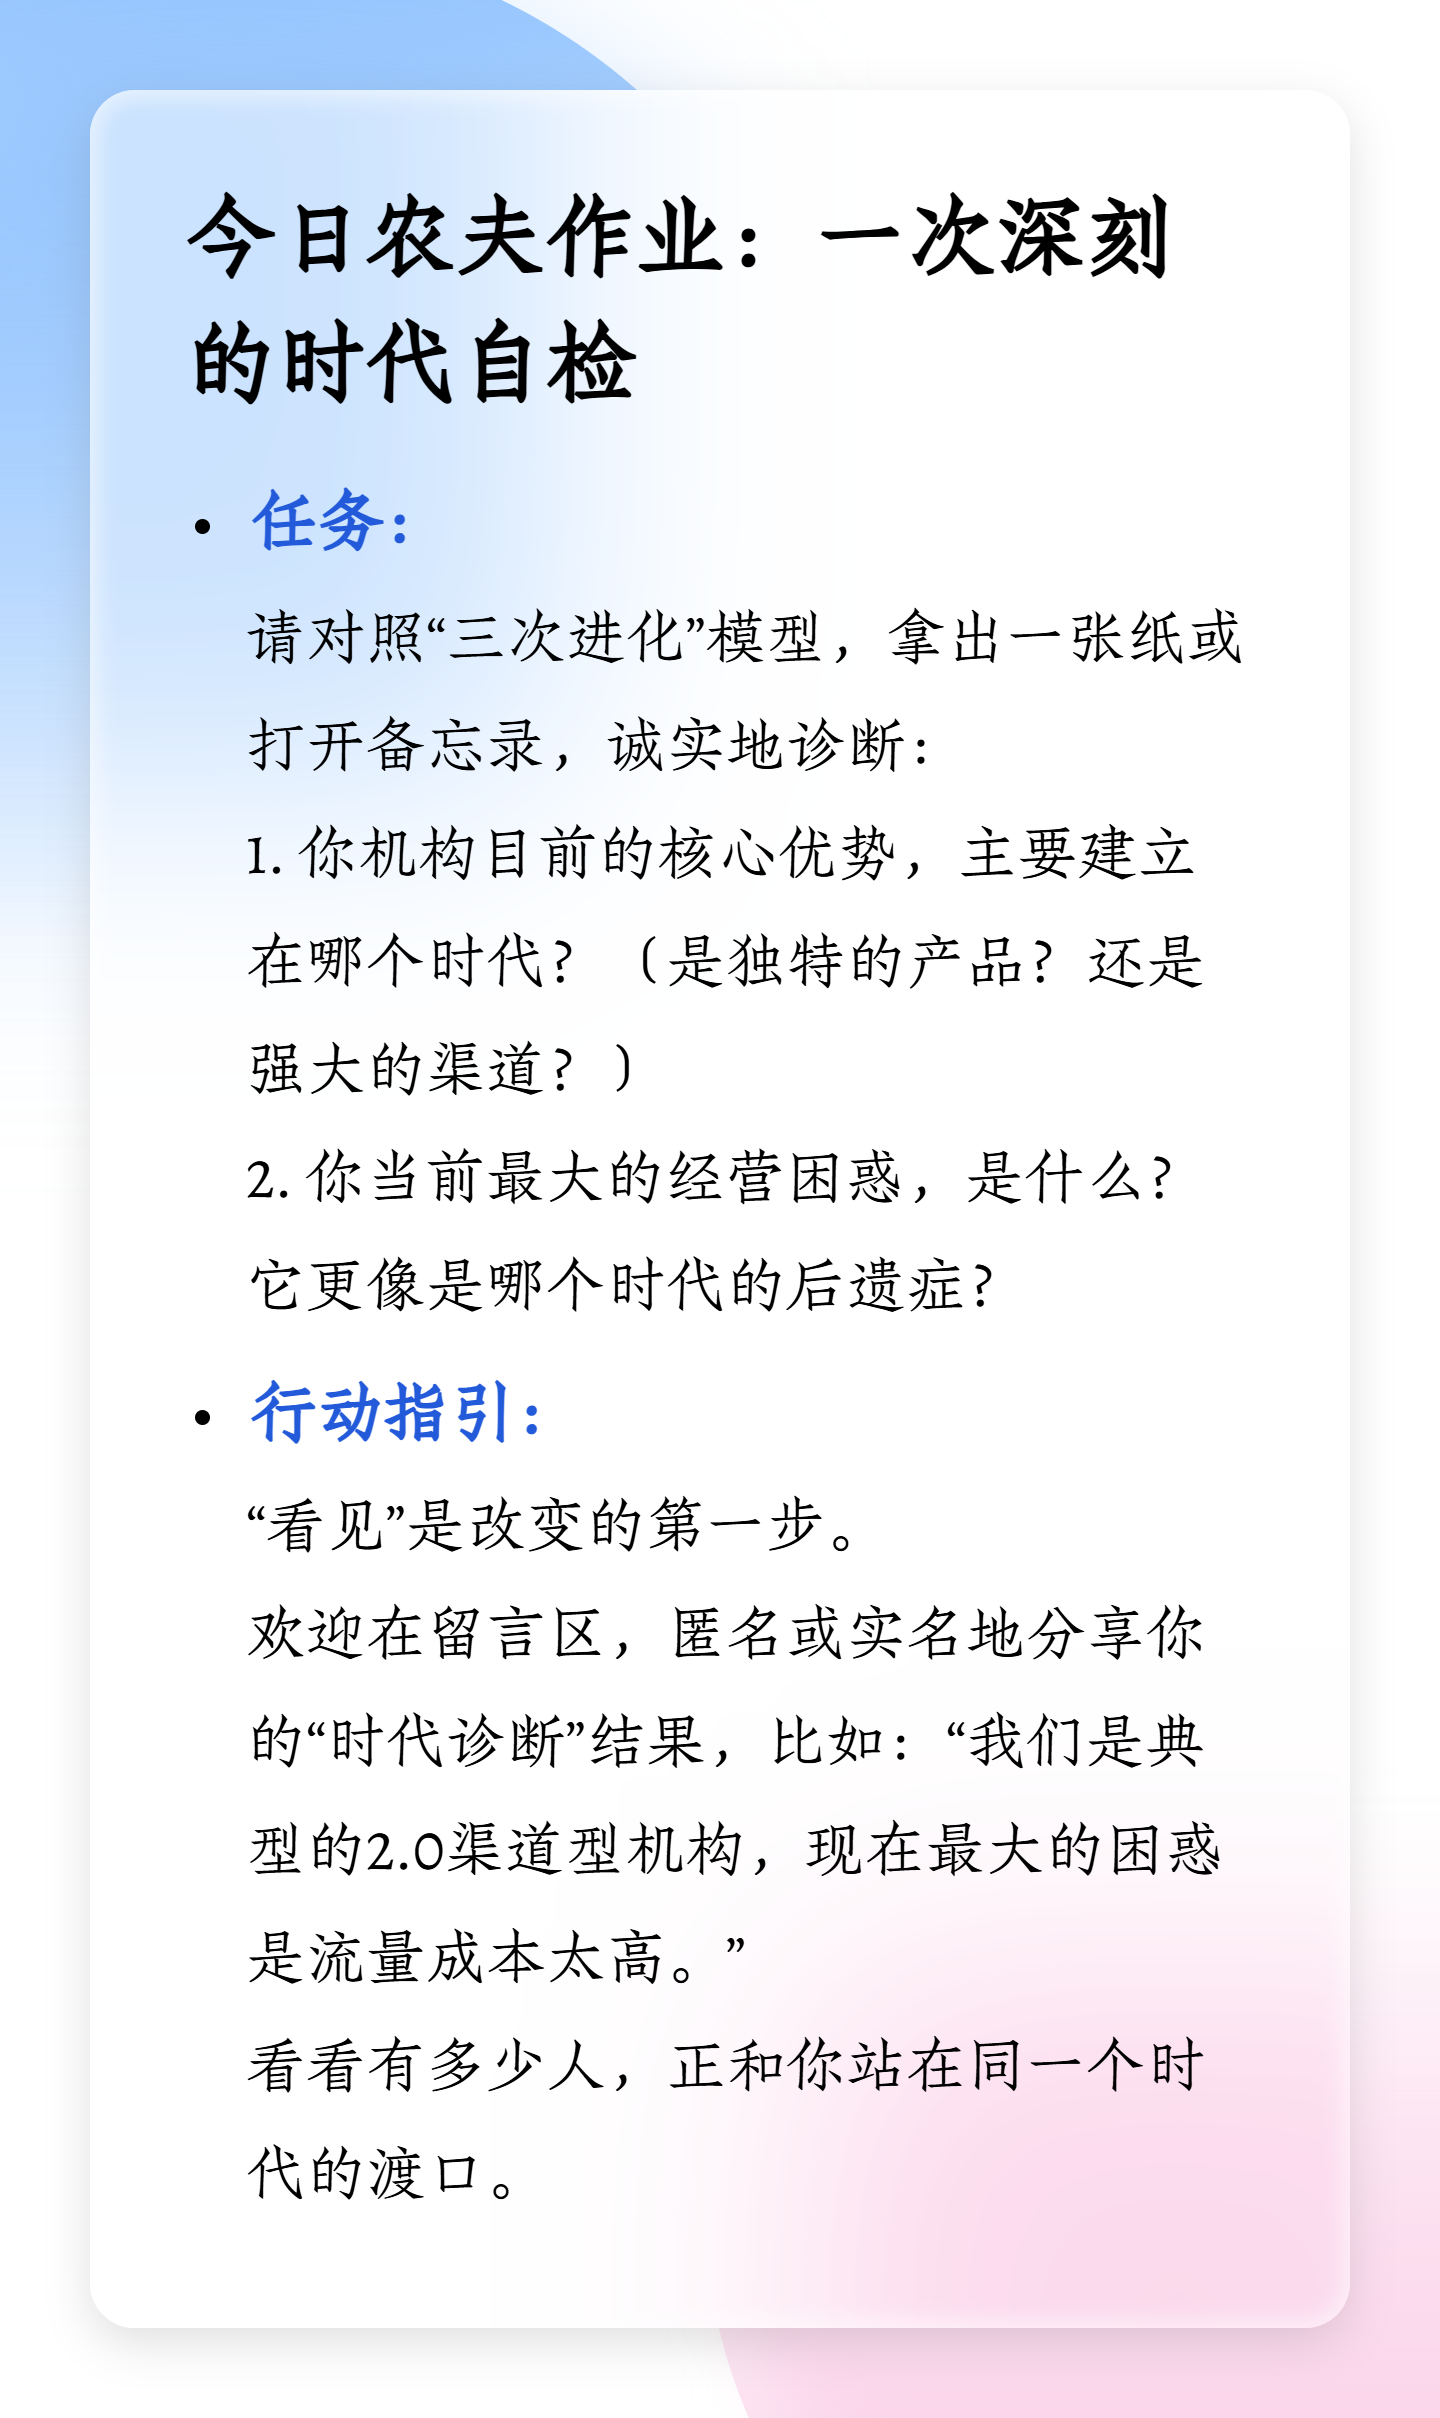 今日农夫作业：一次深刻
的时代自检
• 任务：
请对照“三次进化”模型，拿出一张纸或
打开备忘录，诚实地诊断：
1. 你机构目前的核心优势，主要建立
在哪个时代？（是独特的产品？还是
强大的渠道？）
2. 你当前最大的经营困惑，是什么？
它更像是哪个时代的后遗症？
• 行动指引：
“看见”是改变的第一步。
欢迎在留言区，匿名或实名地分享你
的“时代诊断”结果，比如：“我们是典
型的2.0渠道型机构，现在最大的困惑
是流量成本太高。”
看看有多少人，正和你站在同一个时
代的渡口。